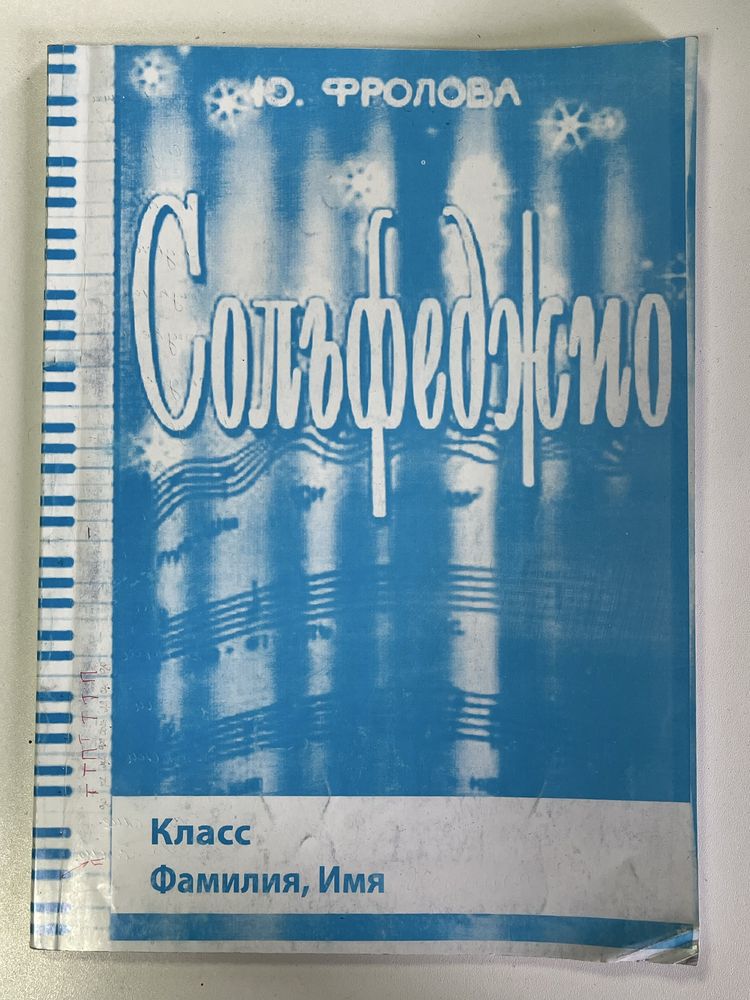 Ю. ФРОЛОВА
Сольфеджио
Класс
Фамилия, Имя
Т Т П Т Т Т П